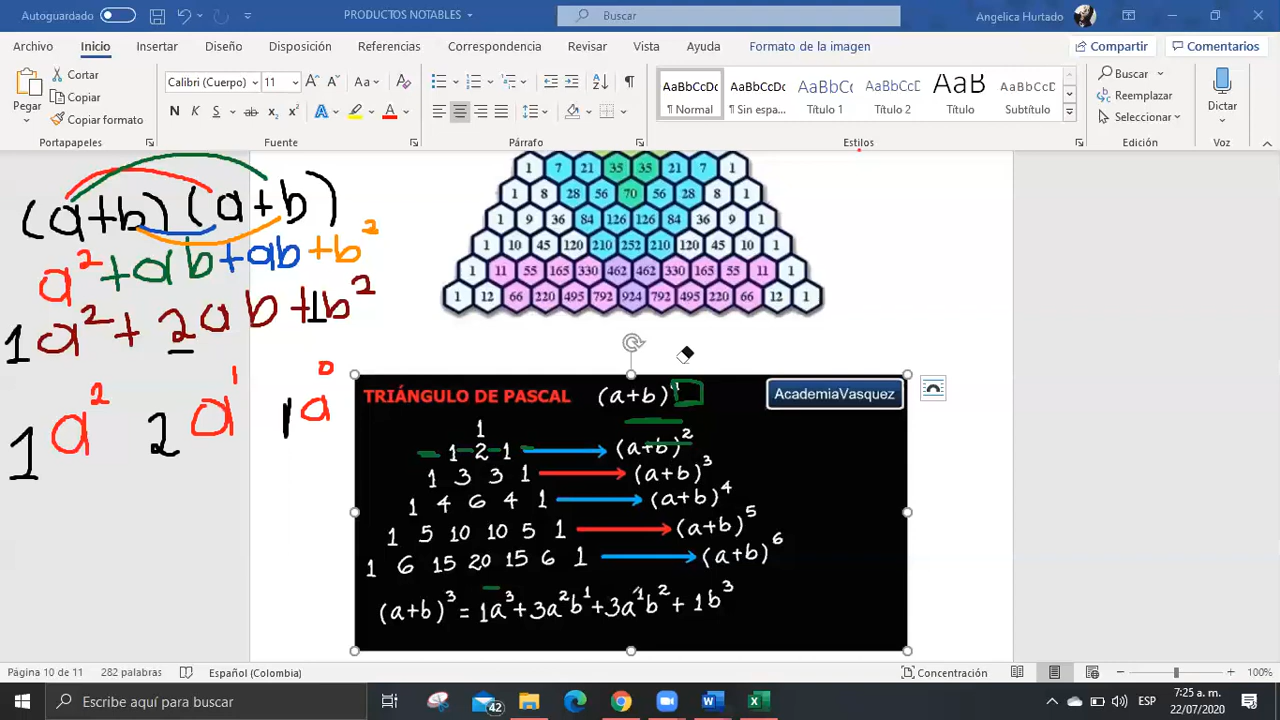 Autoguardado PRODUCTOS NOTABLES Buscar Angelica Hurtado
Archivo Inicio Insertar Diseño Disposición Referencias Correspondencia Revisar Vista Ayuda Formato de la imagen Compartir Comentarios
Pegar
Cortar
Copiar
Copiar formato
Portapapeles
Calibri (Cuerpo) 11 A A Aa
N K S ab x₂ x² A A
Fuente
Párrafo
AaBbCcDc AaBbCcDc AaBbCcD AaBbCcD AaB AaBbCcD
¶ Normal ¶ Sin espa... Título 1 Título 2 Título Subtítulo
Estilos
Buscar
Reemplazar
Seleccionar
Edición
Dictar
Voz
(a+b) (a+b)
a² + ab + ab + b²
1a² + 2ab + 1b²
1a² 2a¹ 1a⁰
1 7 21 35 35 21 7 1
1 8 28 56 70 56 28 8 1
1 9 36 84 126 126 84 36 9 1
1 10 45 120 210 252 210 120 45 10 1
1 11 55 165 330 462 462 330 165 55 11 1
1 12 66 220 495 792 924 792 495 220 66 12 1
TRIÁNGULO DE PASCAL (a+b) AcademiaVasquez
1
1 2 1 (a+b)²
1 3 3 1 (a+b)³
1 4 6 4 1 (a+b)⁴
1 5 10 10 5 1 (a+b)⁵
1 6 15 20 15 6 1 (a+b)⁶
(a+b)³ = 1a³+3a²b¹+3a¹b²+ 1b³
Página 10 de 11 282 palabras Español (Colombia) Concentración 100%
Escribe aquí para buscar 42 ESP 7:25 a. m.
22/07/2020